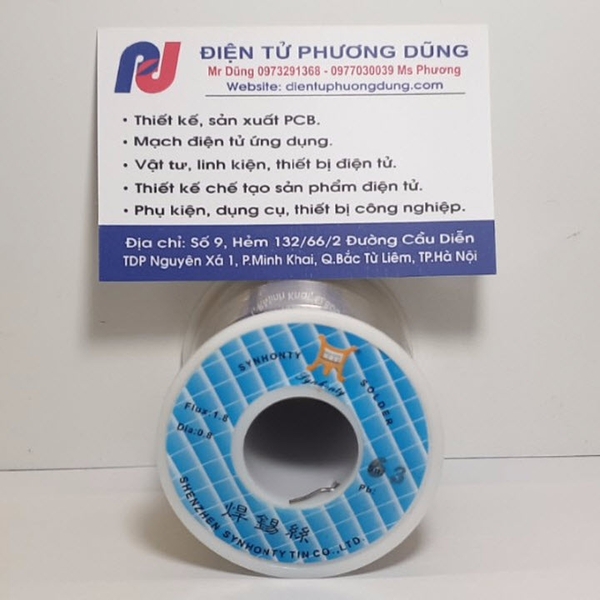 ĐIỆN TỬ PHƯƠNG DŨNG
Mr Dũng 0973291368 - 0977030039 Ms Phương
Website: dientuphuongdung.com
• Thiết kế, sản xuất PCB.
• Mạch điện tử ứng dụng.
• Vật tư, linh kiện, thiết bị điện tử.
• Thiết kế chế tạo sản phẩm điện tử.
• Phụ kiện, dụng cụ, thiết bị công nghiệp.
Địa chỉ: Số 9, Hẻm 132/66/2 Đường Cầu Diễn
TDP Nguyên Xá 1, P.Minh Khai, Q.Bắc Từ Liêm, TP.Hà Nội
SYNHONTY SOLDER
Synhonty
Flux:1.8
Dia:0.8
63
Pb:
焊錫絲
SHENZHEN SYNHONTY TIN CO.,LTD.